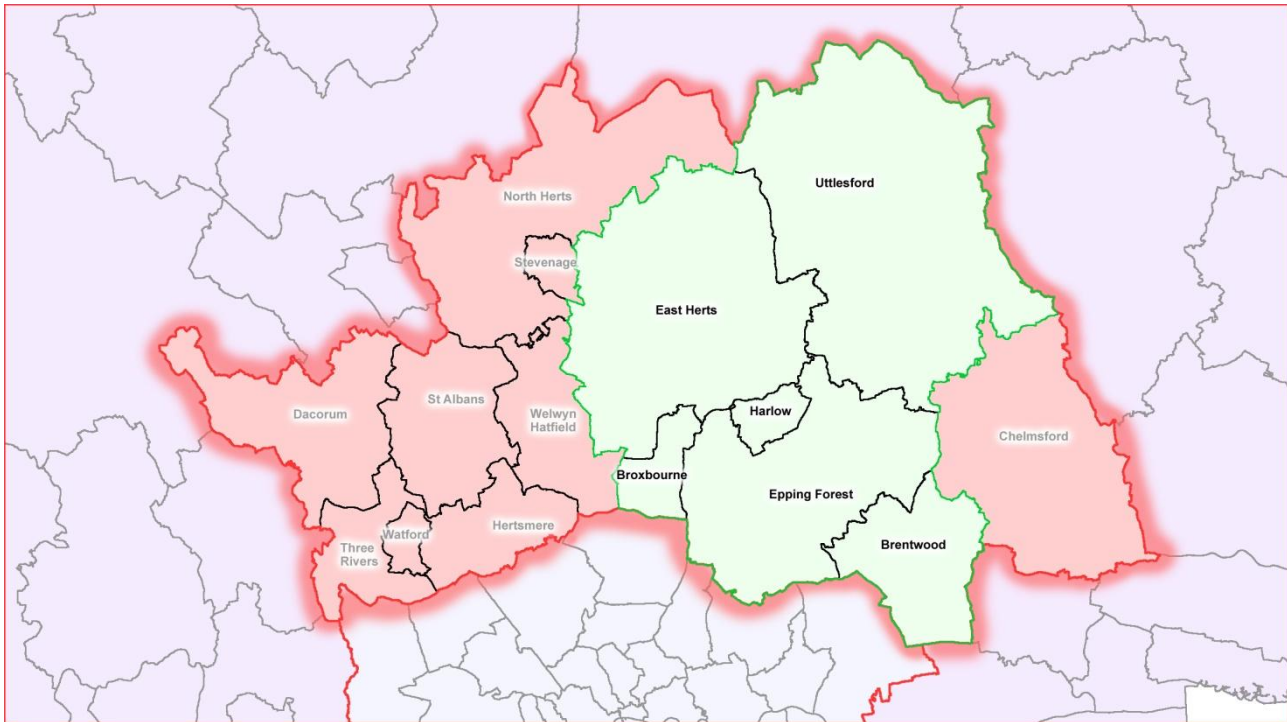 Uttlesford
North Herts
Stevenage
East Herts
Dacorum
St Albans
Welwyn
Hatfield
Harlow
Chelmsford
Broxbourne
Epping Forest
Hertsmere
Watford
Three
Rivers
Brentwood